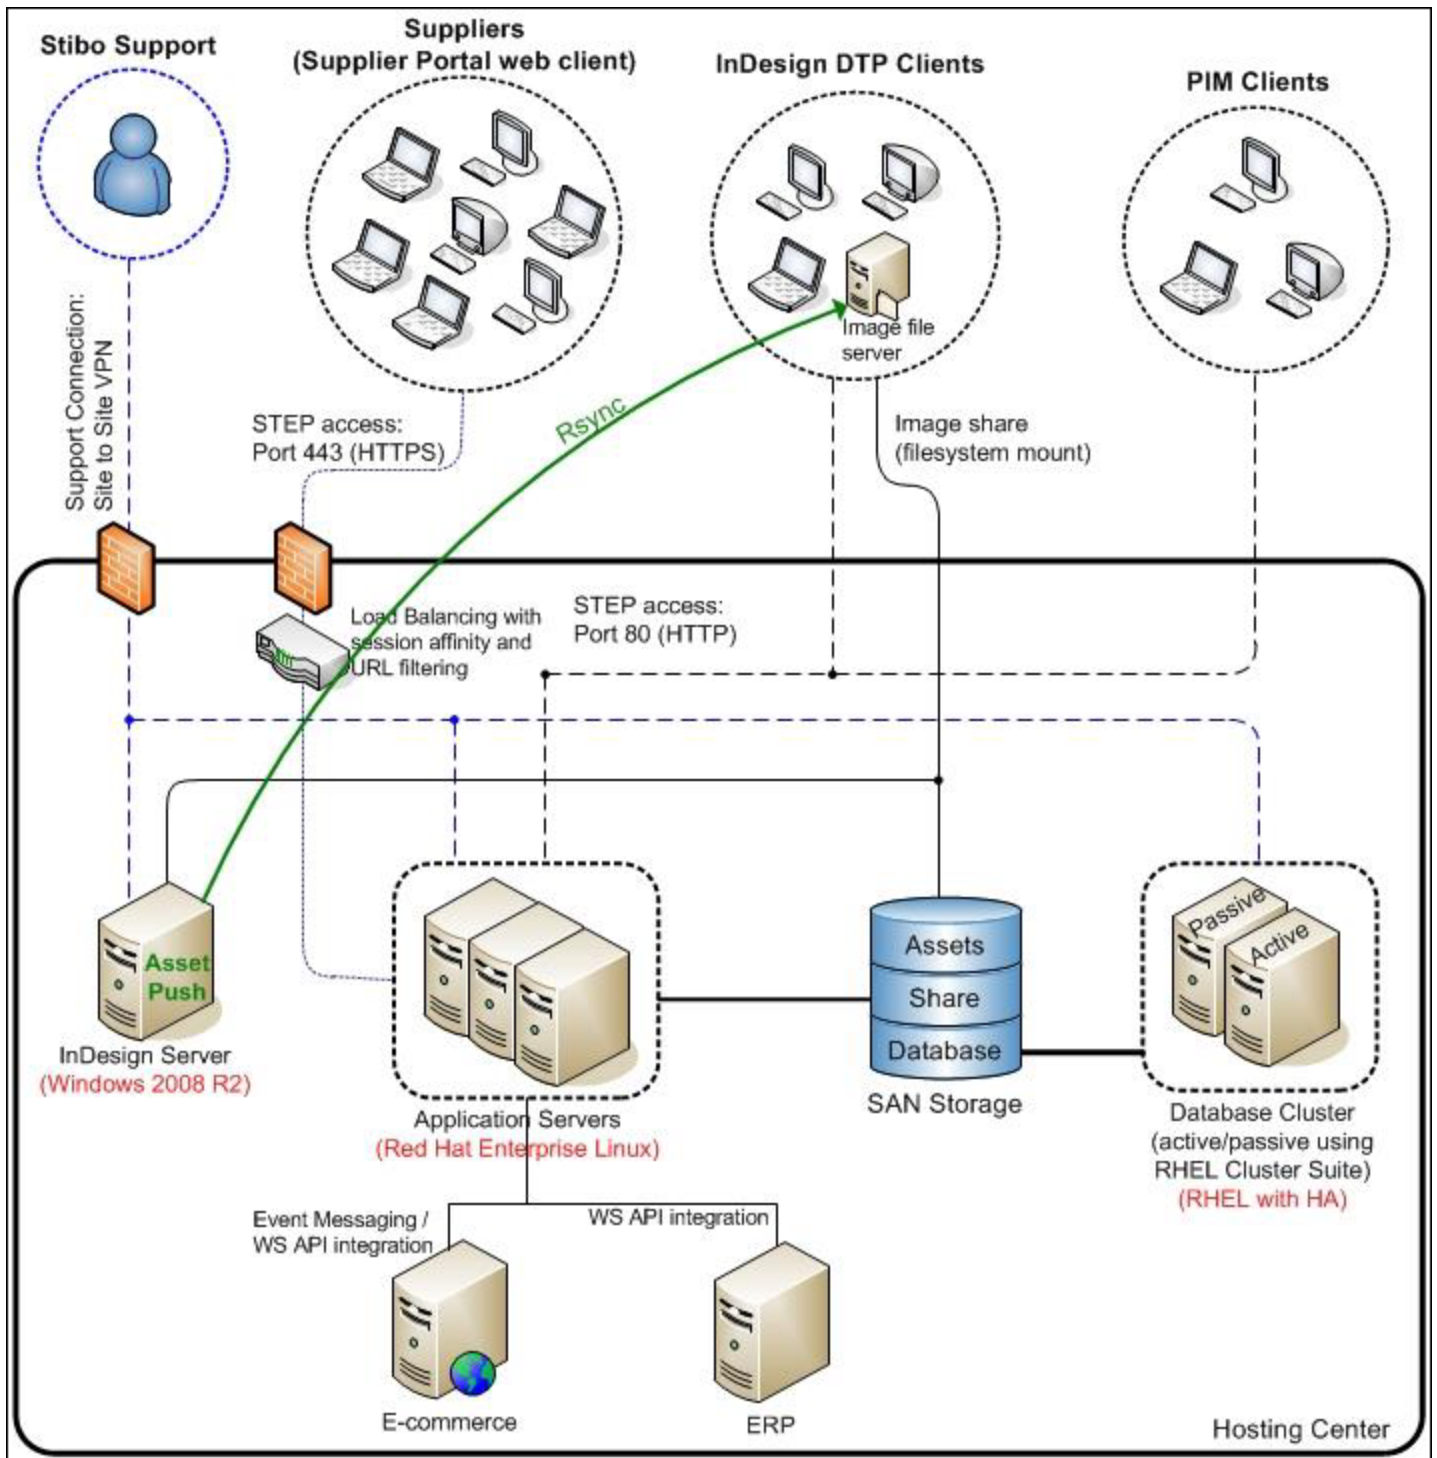 Stibo Support
Suppliers
(Supplier Portal web client)
InDesign DTP Clients
PIM Clients
Image file
server
Support Connection:
Site to Site VPN
STEP access:
Port 443 (HTTPS)
Rsync
Image share
(filesystem mount)
Load Balancing with
session affinity and
URL filtering
STEP access:
Port 80 (HTTP)
Asset
Push
InDesign Server
(Windows 2008 R2)
Application Servers
(Red Hat Enterprise Linux)
Assets
Share
Database
SAN Storage
Passive
Active
Database Cluster
(active/passive using
RHEL Cluster Suite)
(RHEL with HA)
Event Messaging /
WS API integration
WS API integration
E-commerce
ERP
Hosting Center